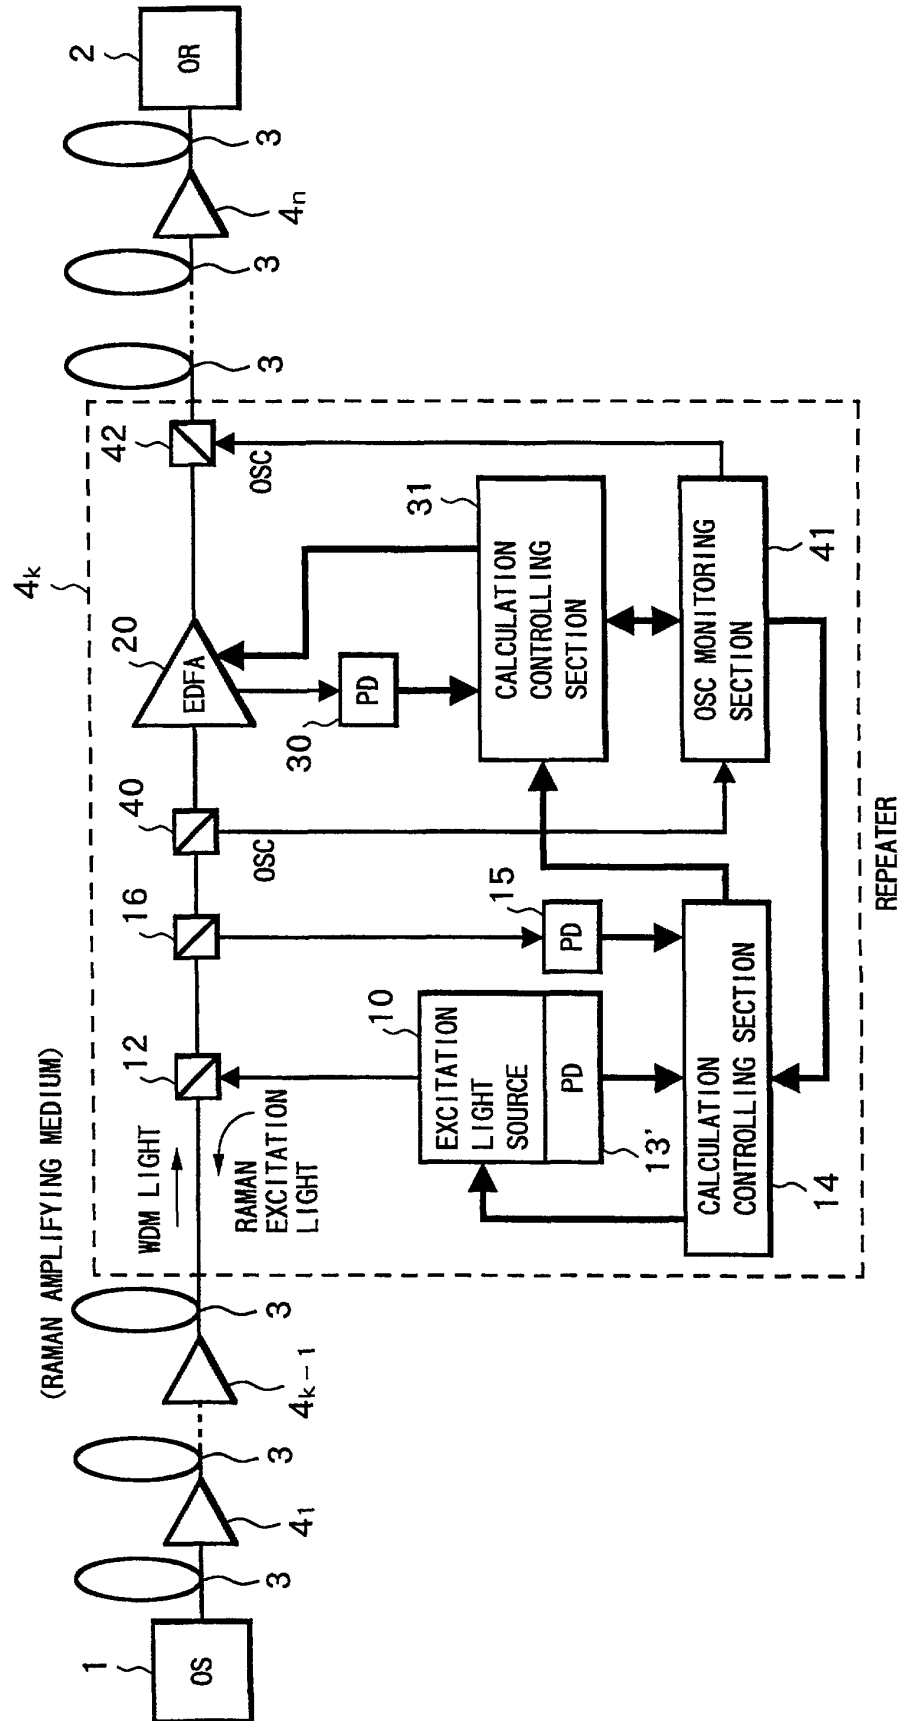 (RAMAN AMPLIFYING MEDIUM)
1
OS
3
4₁
3
4ₖ₋₁
3
4ₖ
WDM LIGHT
RAMAN
EXCITATION
LIGHT
12
16
40
OSC
20
EDFA
42
OSC
3
3
4ₙ
3
2
OR
10
EXCITATION
LIGHT
SOURCE
PD
13'
15
PD
30
PD
31
CALCULATION
CONTROLLING
SECTION
CALCULATION
CONTROLLING SECTION
14
OSC MONITORING
SECTION
41
REPEATER